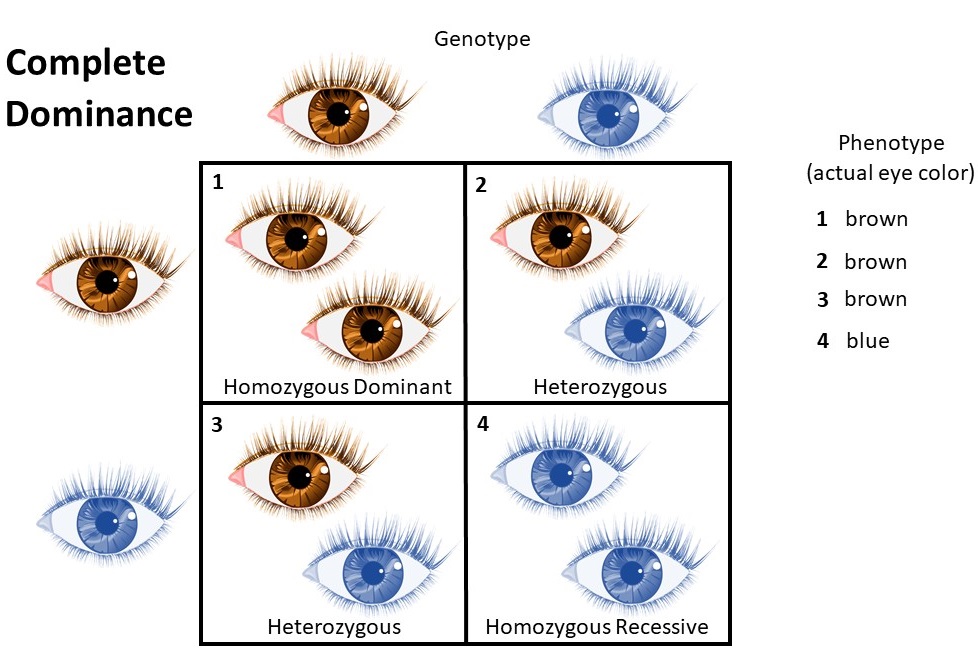 Complete
Dominance
Genotype
1
2
Homozygous Dominant
Heterozygous
3
4
Heterozygous
Homozygous Recessive
Phenotype
(actual eye color)
1 brown
2 brown
3 brown
4 blue